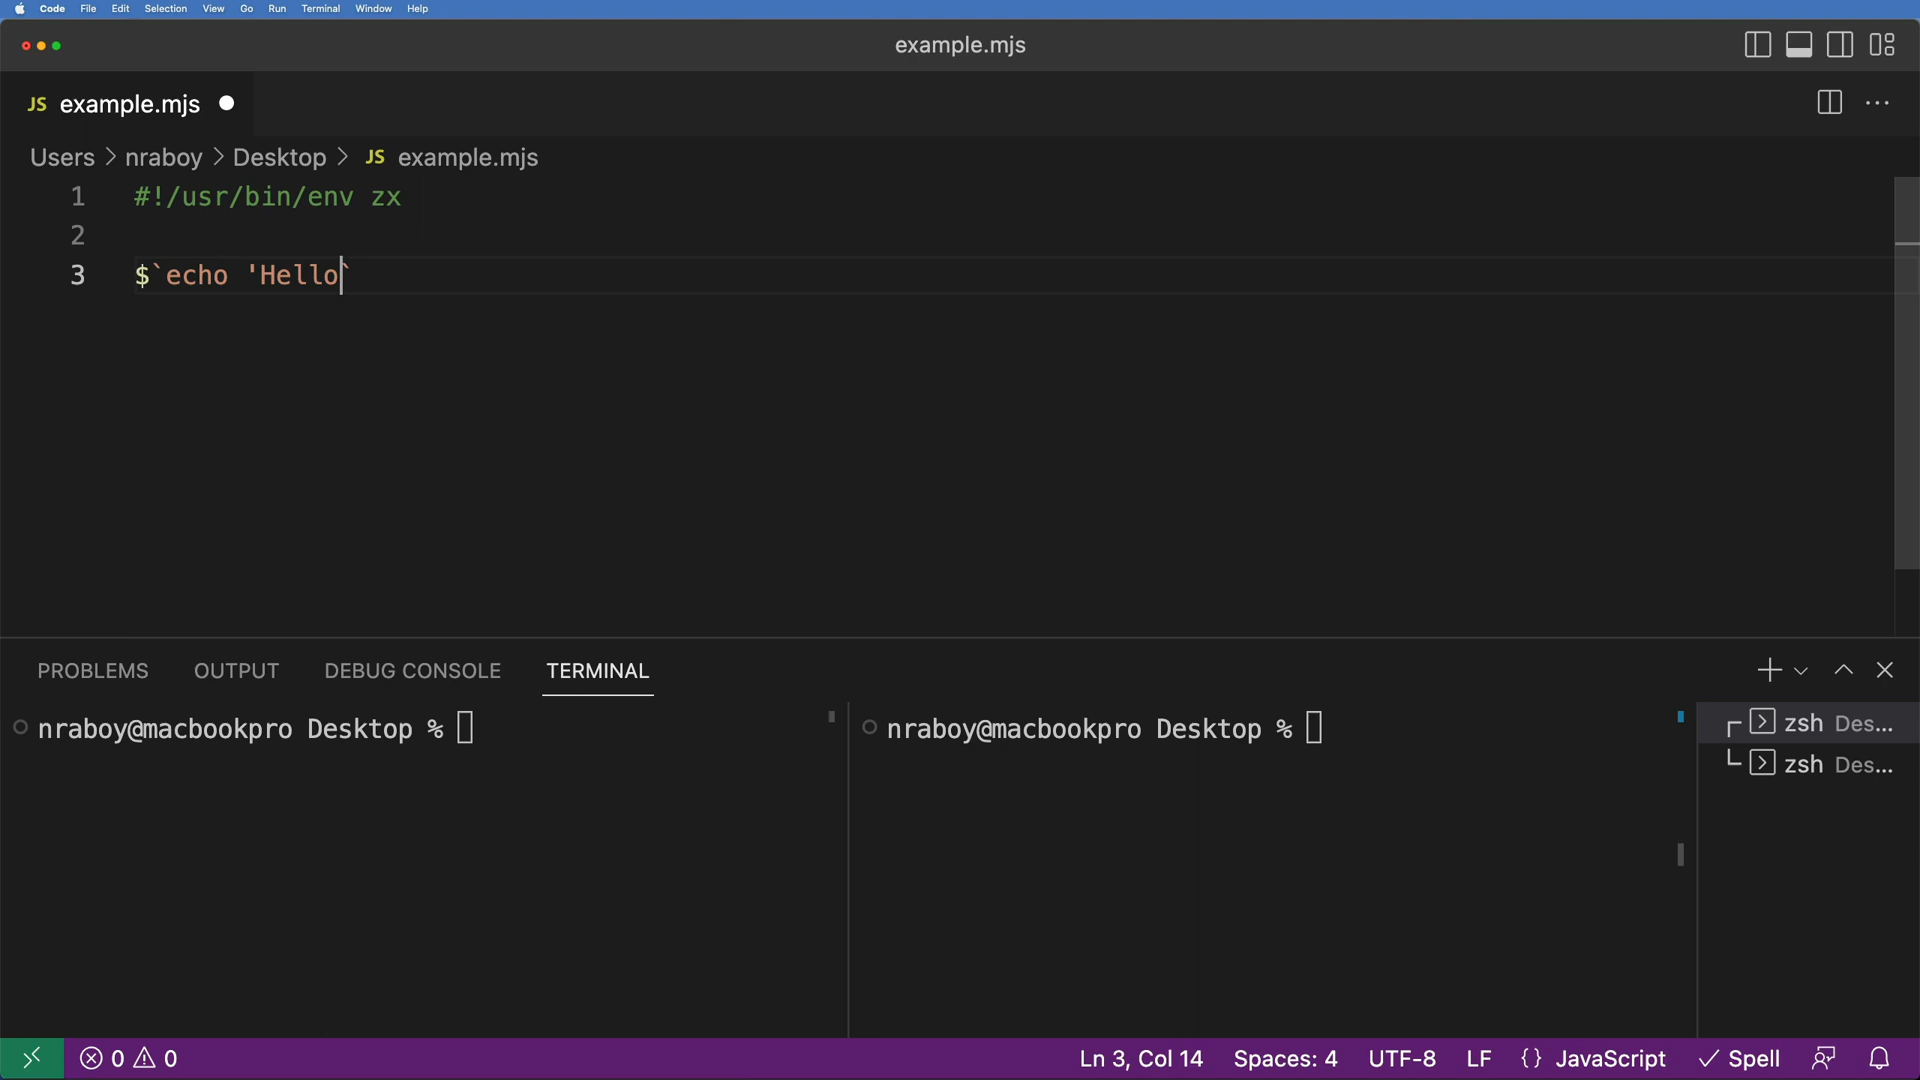 Code File Edit Selection View Go Run Terminal Window Help
example.mjs
JS example.mjs
Users > nraboy > Desktop > JS example.mjs
1 #!/usr/bin/env zx
2
3 $`echo 'Hello`
PROBLEMS OUTPUT DEBUG CONSOLE TERMINAL
nraboy@macbookpro Desktop %
nraboy@macbookpro Desktop %
zsh Des...
zsh Des...
0 0 Ln 3, Col 14 Spaces: 4 UTF-8 LF {} JavaScript Spell